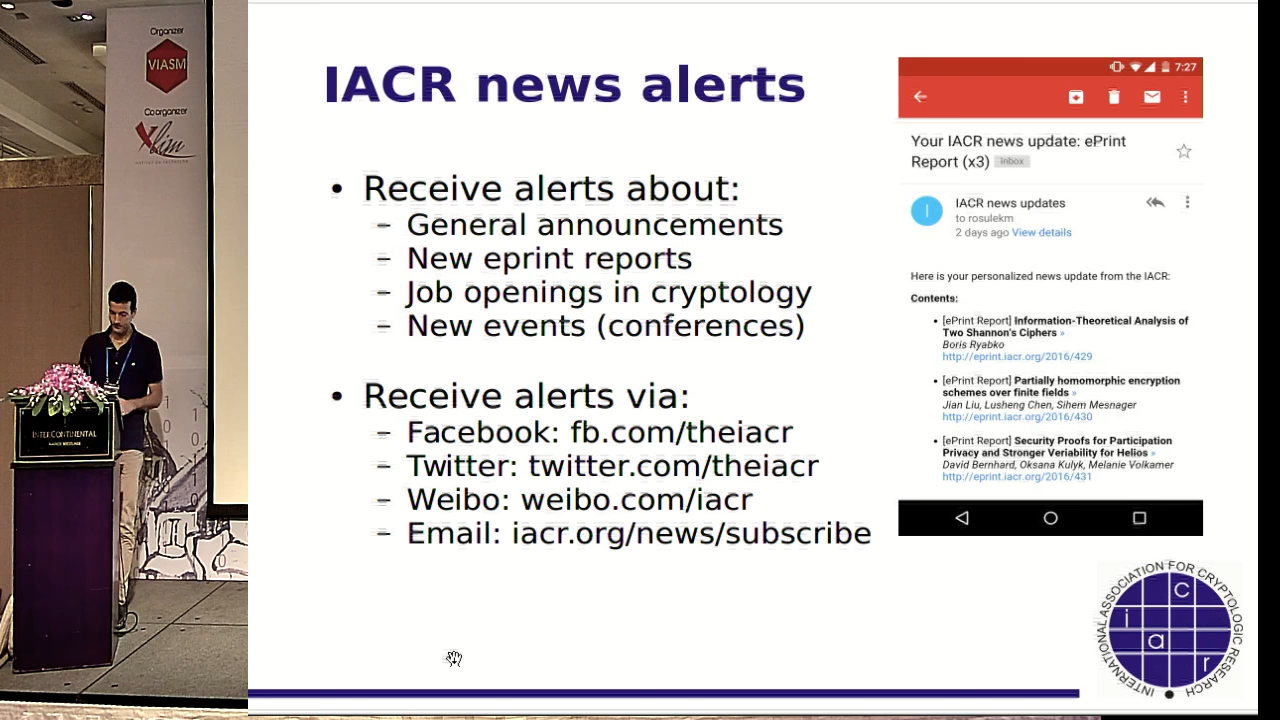 Organizer
VIASM
Co organizer
Xlim
INTERCONTINENTAL
IACR news alerts
• Receive alerts about:
– General announcements
– New eprint reports
– Job openings in cryptology
– New events (conferences)
• Receive alerts via:
– Facebook: fb.com/theiacr
– Twitter: twitter.com/theiacr
– Weibo: weibo.com/iacr
– Email: iacr.org/news/subscribe
7:27
Your IACR news update: ePrint
Report (x3) Inbox
I
IACR news updates
to rosulekm
2 days ago View details
Here is your personalized news update from the IACR:
Contents:
• [ePrint Report] Information-Theoretical Analysis of
Two Shannon's Ciphers »
Boris Ryabko
http://eprint.iacr.org/2016/429
• [ePrint Report] Partially homomorphic encryption
schemes over finite fields »
Jian Liu, Lusheng Chen, Sihem Mesnager
http://eprint.iacr.org/2016/430
• [ePrint Report] Security Proofs for Participation
Privacy and Stronger Veriability for Helios »
David Bernhard, Oksana Kulyk, Melanie Volkamer
http://eprint.iacr.org/2016/431
INTERNATIONAL ASSOCIATION FOR CRYPTOLOGIC RESEARCH
i a c r